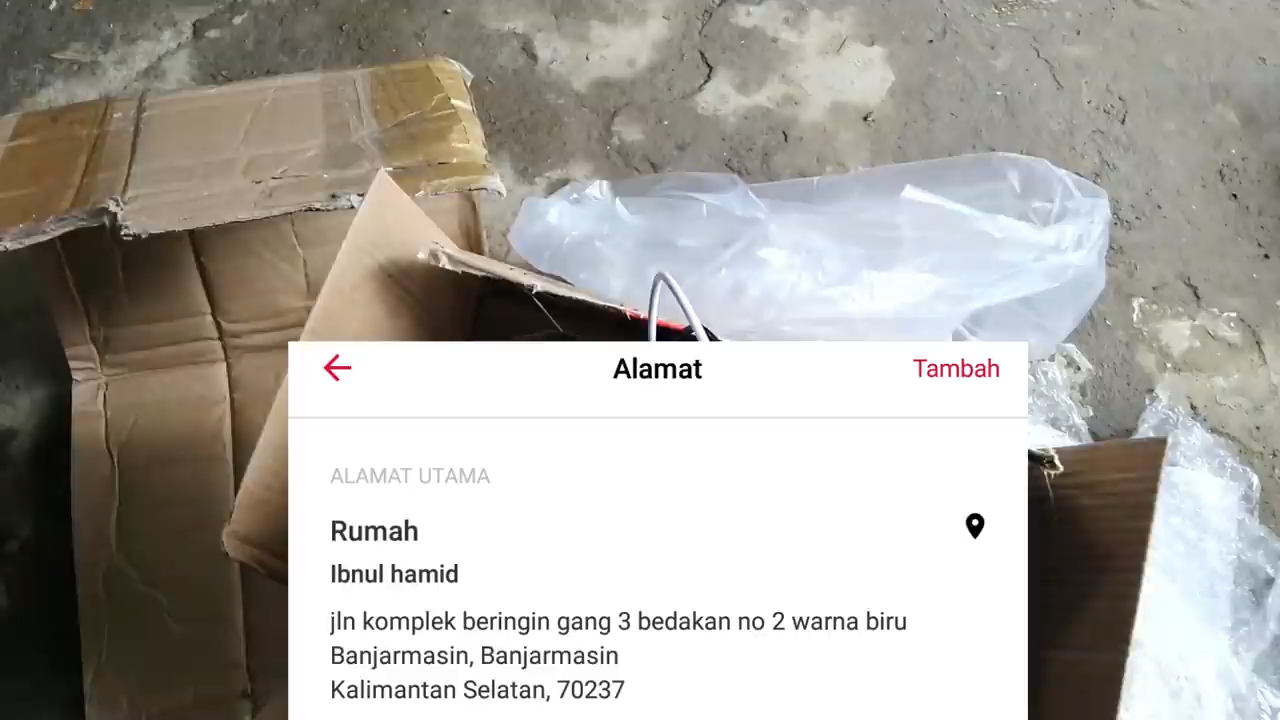 Alamat
Tambah
ALAMAT UTAMA
Rumah
Ibnul hamid
jln komplek beringin gang 3 bedakan no 2 warna biru
Banjarmasin, Banjarmasin
Kalimantan Selatan, 70237